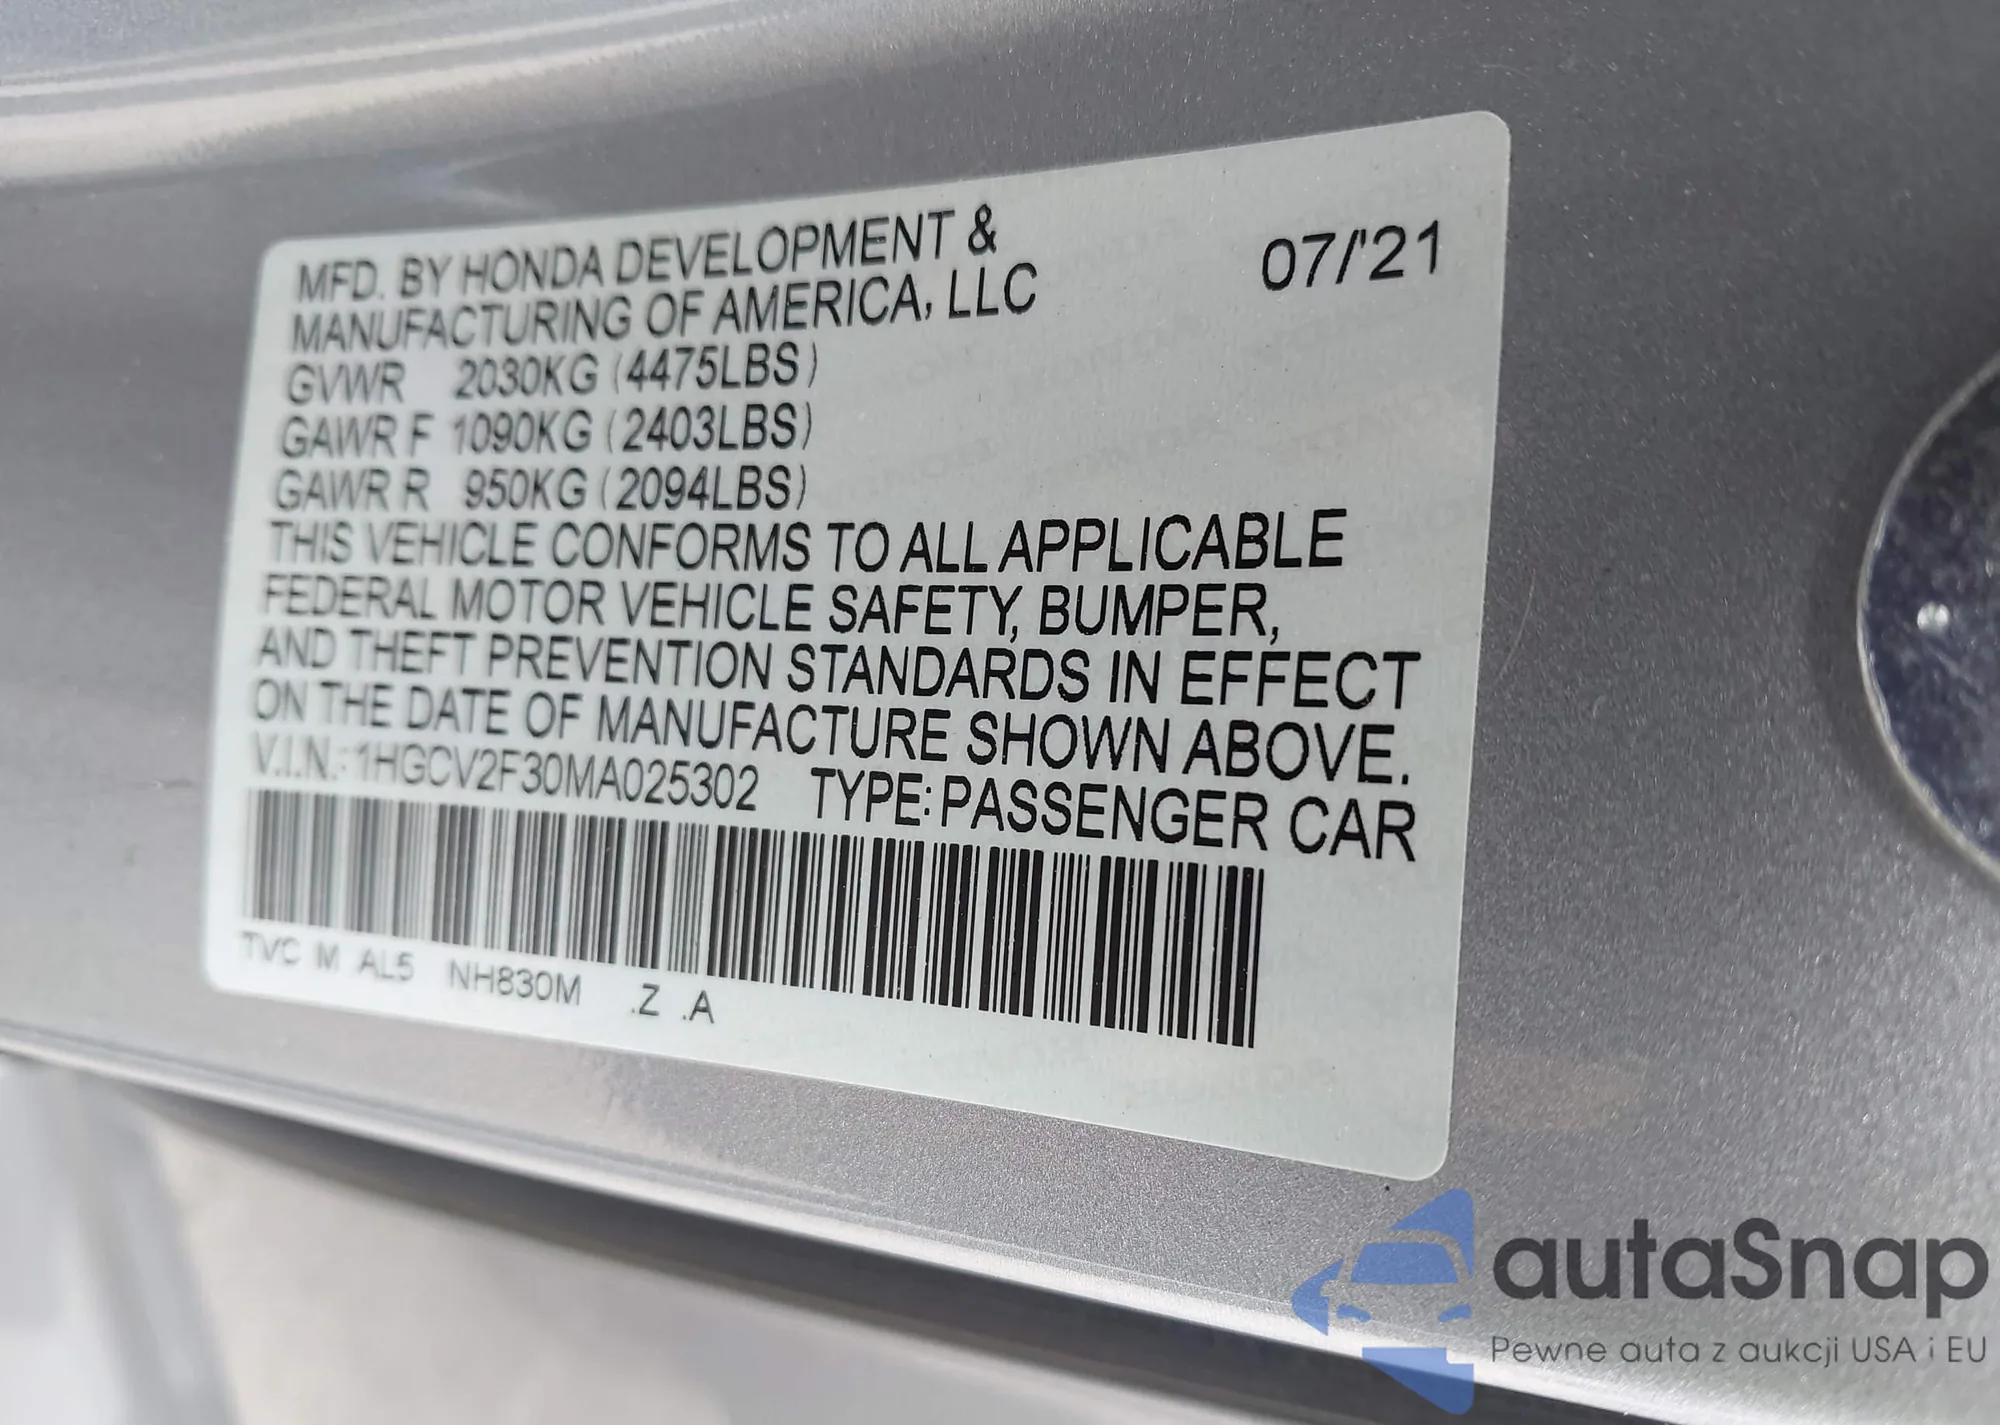 MFD. BY HONDA DEVELOPMENT &
MANUFACTURING OF AMERICA, LLC
07/'21
GVWR 2030KG (4475LBS)
GAWR F 1090KG (2403LBS)
GAWR R 950KG (2094LBS)
THIS VEHICLE CONFORMS TO ALL APPLICABLE
FEDERAL MOTOR VEHICLE SAFETY, BUMPER,
AND THEFT PREVENTION STANDARDS IN EFFECT
ON THE DATE OF MANUFACTURE SHOWN ABOVE.
V.I.N.: 1HGCV2F30MA025302 TYPE: PASSENGER CAR
TVC M AL5 NH830M .Z .A
autaSnap
Pewne auta z aukcji USA i EU